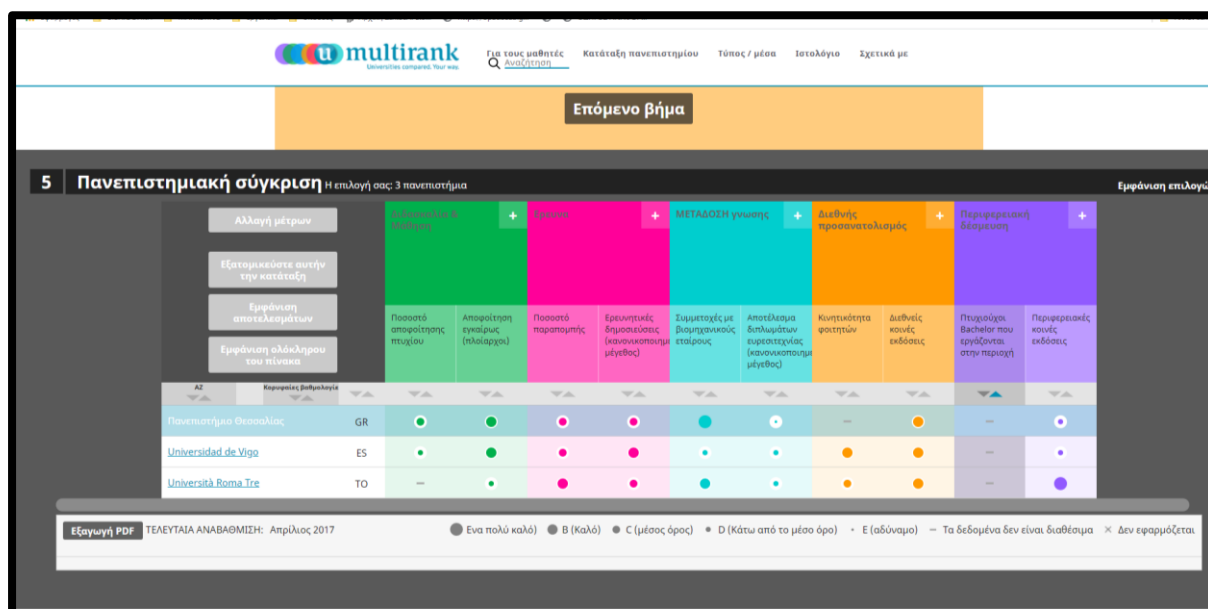 u multirank
Universities compared. Your way.
Για τους μαθητές
Αναζήτηση
Κατάταξη πανεπιστημίου
Τύπος / μέσα
Ιστολόγιο
Σχετικά με
Επόμενο βήμα
5 Πανεπιστημιακή σύγκριση Η επιλογή σας: 3 πανεπιστήμια
Εμφάνιση επιλογώ
Αλλαγή μέτρων
Εξατομικεύστε αυτήν
την κατάταξη
Εμφάνιση
αποτελεσμάτων
Εμφάνιση ολόκληρου
του πίνακα
Διδασκαλία &
Μάθηση
+
Έρευνα
+
ΜΕΤΑΔΟΣΗ γνωσης
+
Διεθνής
προσανατολισμός
+
Περιφερειακή
δέσμευση
+
Ποσοστό
αποφοίτησης
πτυχίου
Αποφοίτηση
εγκαίρως
(πλοίαρχοι)
Ποσοστό
παραπομπής
Ερευνητικές
δημοσιεύσεις
(κανονικοποιημ
μέγεθος)
Συμμετοχές με
βιομηχανικούς
εταίρους
Αποτέλεσμα
διπλωμάτων
ευρεσιτεχνίας
(κανονικοποιημ
μέγεθος)
Κινητικότητα
φοιτητών
Διεθνείς
κοινές
εκδόσεις
Πτυχιούχοι
Bachelor που
εργάζονται
στην περιοχή
Περιφερειακές
κοινές
εκδόσεις
AZ
Κορυφαίες βαθμολογία
Πανεπιστήμιο Θεσσαλίας GR
Universidad de Vigo ES
Università Roma Tre ΤΟ
Εξαγωγή PDF ΤΕΛΕΥΤΑΙΑ ΑΝΑΒΑΘΜΙΣΗ: Απρίλιος 2017
Ενα πολύ καλό) B (Καλό) C (μέσος όρος) D (Κάτω από το μέσο όρο) E (αδύναμο) – Τα δεδομένα δεν είναι διαθέσιμα × Δεν εφαρμόζεται